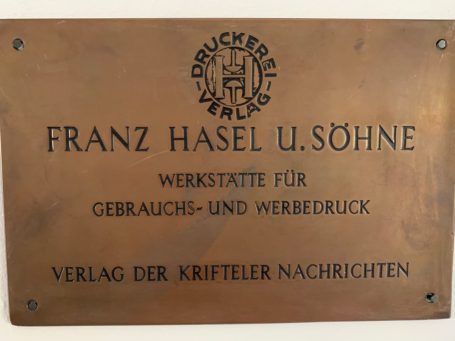 DRUCKEREI
H
VERLAG
FRANZ HASEL U. SÖHNE
WERKSTÄTTE FÜR
GEBRAUCHS- UND WERBEDRUCK
VERLAG DER KRIFTELER NACHRICHTEN